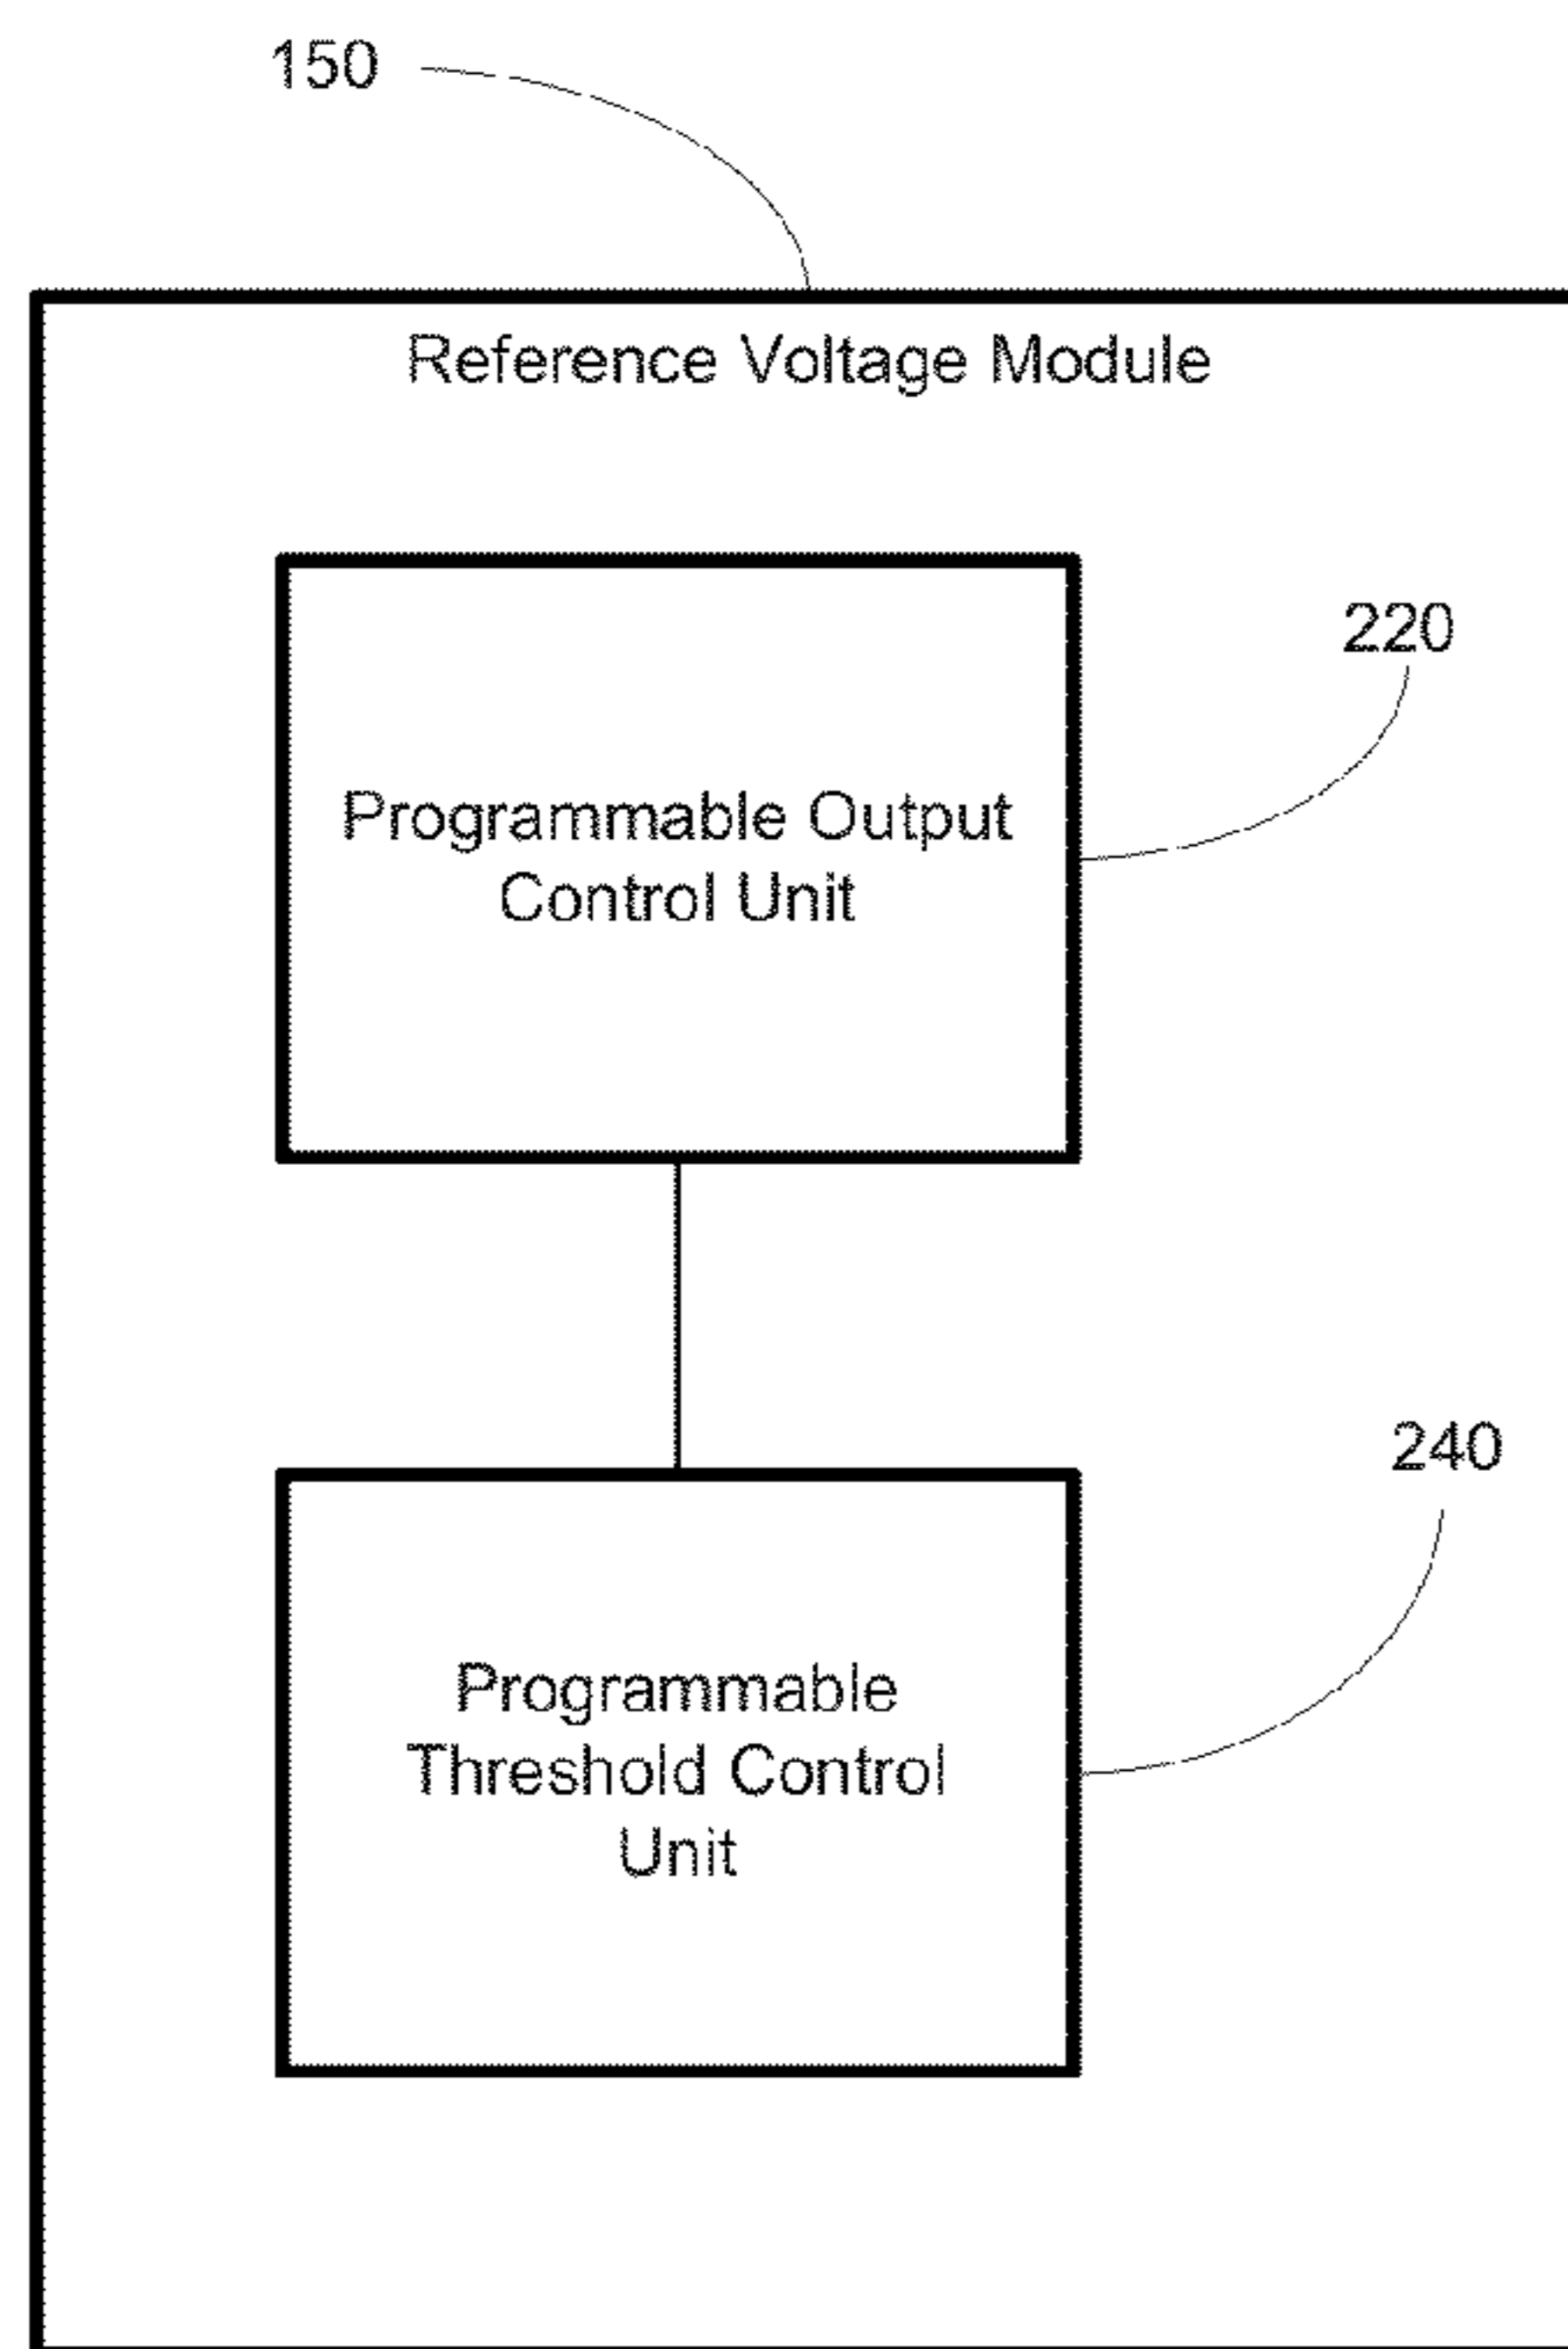 150
Reference Voltage Module
220
Programmable Output
Control Unit
240
Programmable
Threshold Control
Unit